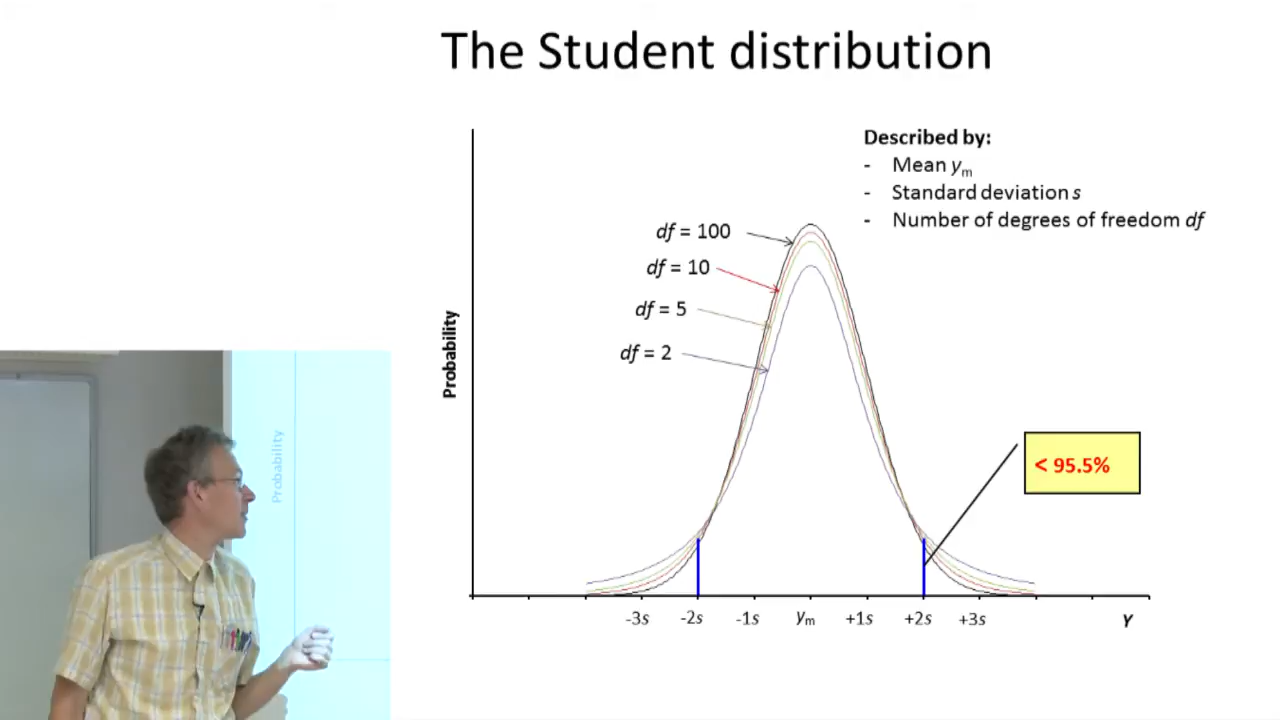 The Student distribution
Described by:
- Mean ym
- Standard deviation s
- Number of degrees of freedom df
df = 100
df = 10
df = 5
df = 2
Probability
Probability
< 95.5%
-3s -2s -1s ym +1s +2s +3s Y